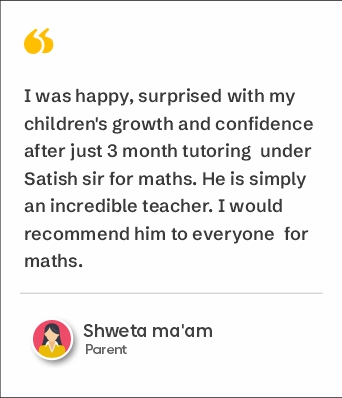 I was happy, surprised with my
children's growth and confidence
after just 3 month tutoring  under
Satish sir for maths. He is simply
an incredible teacher. I would
recommend him to everyone  for
maths.
Shweta ma'am
Parent